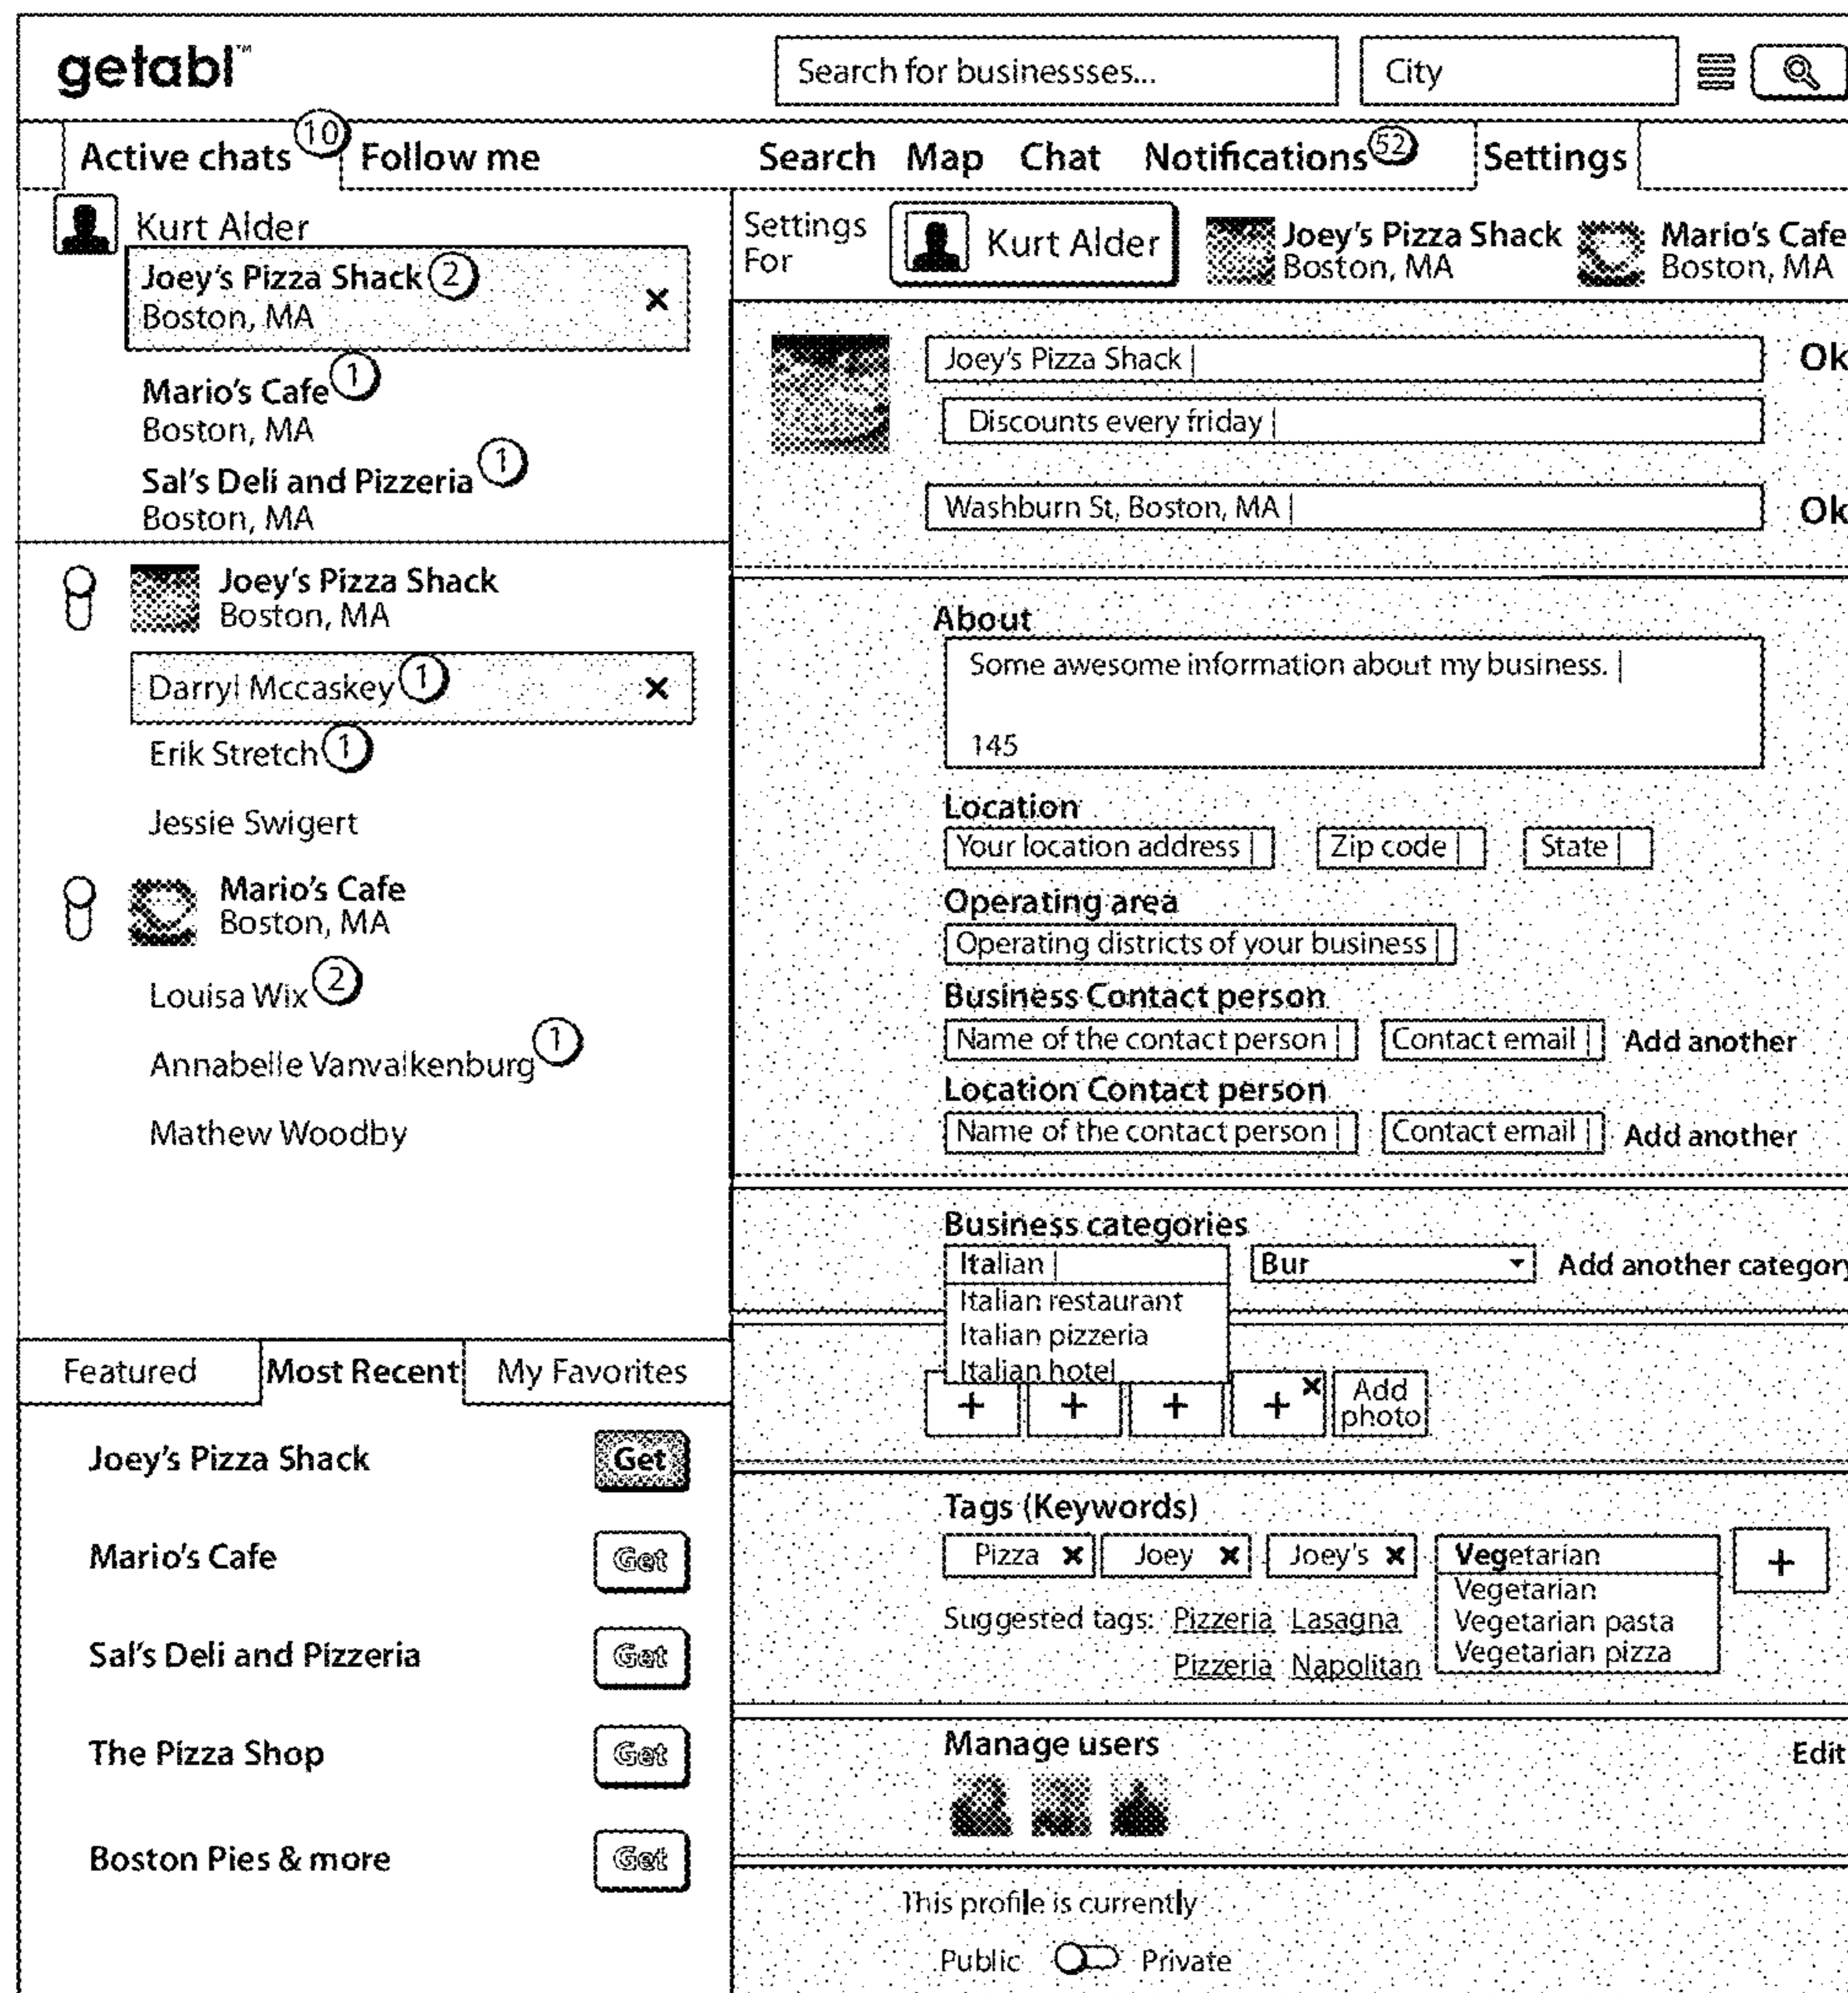 getabl™
Search for businessses...
City
Active chats 10
Follow me
Search Map Chat Notifications 52 Settings
Kurt Alder
Joey's Pizza Shack 2
Boston, MA
Mario's Cafe 1
Boston, MA
Sal's Deli and Pizzeria 1
Boston, MA
Joey's Pizza Shack
Boston, MA
Darryl Mccaskey 1
Erik Stretch 1
Jessie Swigert
Mario's Cafe
Boston, MA
Louisa Wix 2
Annabelle Vanvalkenburg 1
Mathew Woodby
Featured Most Recent My Favorites
Joey's Pizza Shack Get
Mario's Cafe Get
Sal's Deli and Pizzeria Get
The Pizza Shop Get
Boston Pies & more Get
Settings
For
Kurt Alder
Joey's Pizza Shack
Boston, MA
Mario's Cafe
Boston, MA
Joey's Pizza Shack Ok
Discounts every friday
Washburn St, Boston, MA Ok
About
Some awesome information about my business.
145
Location
Your location address Zip code State
Operating area
Operating districts of your business
Business Contact person
Name of the contact person Contact email Add another
Location Contact person
Name of the contact person Contact email Add another
Business categories
Italian Bur Add another category
Italian restaurant
Italian pizzeria
Italian hotel
+ + + + × Add
photo
Tags (Keywords)
Pizza × Joey × Joey's × Vegetarian +
Vegetarian
Vegetarian pasta
Vegetarian pizza
Suggested tags: Pizzeria Lasagna
Pizzeria Napolitan
Manage users Edit
This profile is currently
Public Private